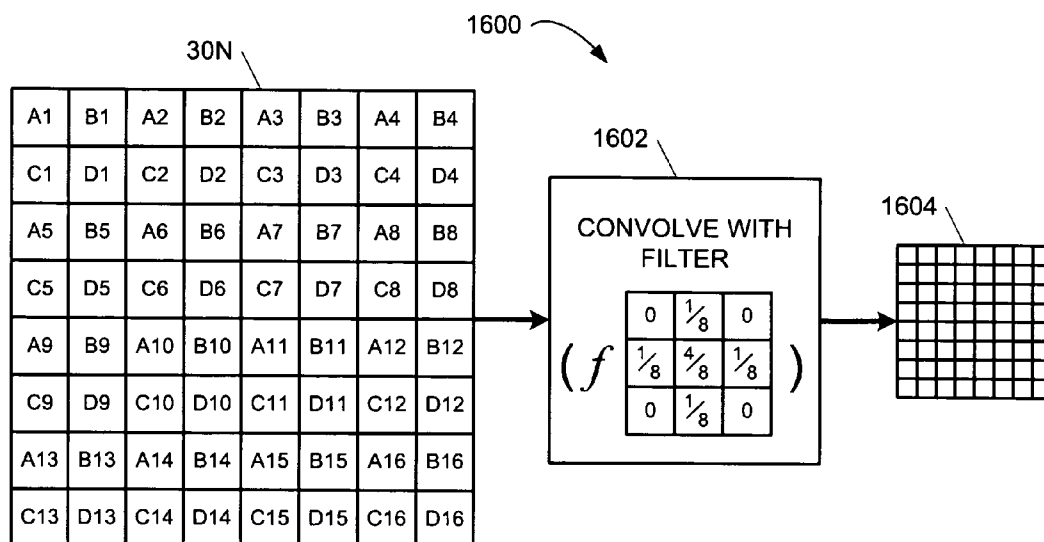 1600
30N
A1 B1 A2 B2 A3 B3 A4 B4
C1 D1 C2 D2 C3 D3 C4 D4
A5 B5 A6 B6 A7 B7 A8 B8
C5 D5 C6 D6 C7 D7 C8 D8
A9 B9 A10 B10 A11 B11 A12 B12
C9 D9 C10 D10 C11 D11 C12 D12
A13 B13 A14 B14 A15 B15 A16 B16
C13 D13 C14 D14 C15 D15 C16 D16
1602
CONVOLVE WITH
FILTER
0 1/8 0
(f 1/8 4/8 1/8 )
0 1/8 0
1604